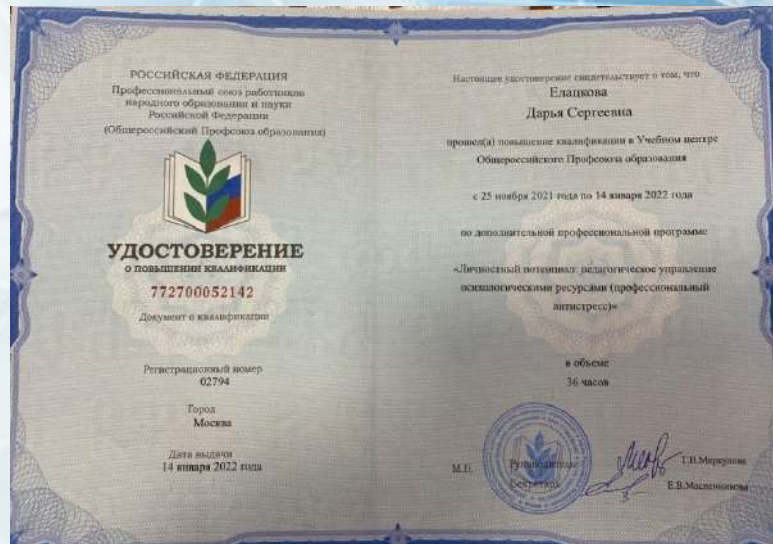 РОССИЙСКАЯ ФЕДЕРАЦИЯ
Профессиональный союз работников
народного образования и науки
Российской Федерации
(Общероссийский Профсоюз образования)
УДОСТОВЕРЕНИЕ
О ПОВЫШЕНИИ КВАЛИФИКАЦИИ
772700052142
Документ о квалификации
Регистрационный номер
02794
Город
Москва
Дата выдачи
14 января 2022 года
Настоящее удостоверение свидетельствует о том, что
Елацкова
Дарья Сергеевна
прошел(а) повышение квалификации в Учебном центре
Общероссийского Профсоюза образования
с 25 ноября 2021 года по 14 января 2022 года
по дополнительной профессиональной программе
«Личностный потенциал: педагогическое управление
психологическими ресурсами (профессиональный
антистресс)»
в объеме
36 часов
М.П.
Руководитель
Т.И.Меркулова
Секретарь
Е.В.Масленникова